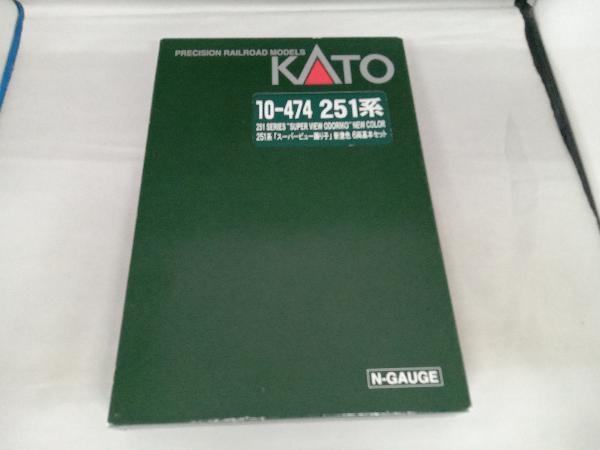 PRECISION RAILROAD MODELS
KATO
10-474 251系
251 SERIES "SUPER VIEW ODORIKO" NEW COLOR
251系「スーパービュー踊り子」新塗色 6両基本セット
N-GAUGE